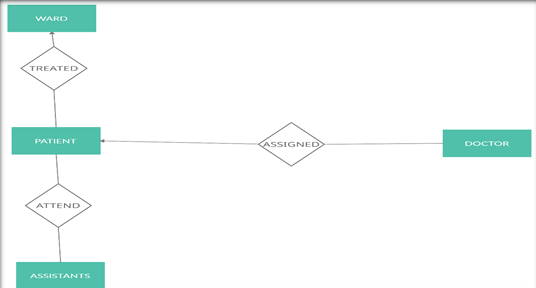 WARD
TREATED
PATIENT
ASSIGNED
DOCTOR
ATTEND
ASSISTANTS